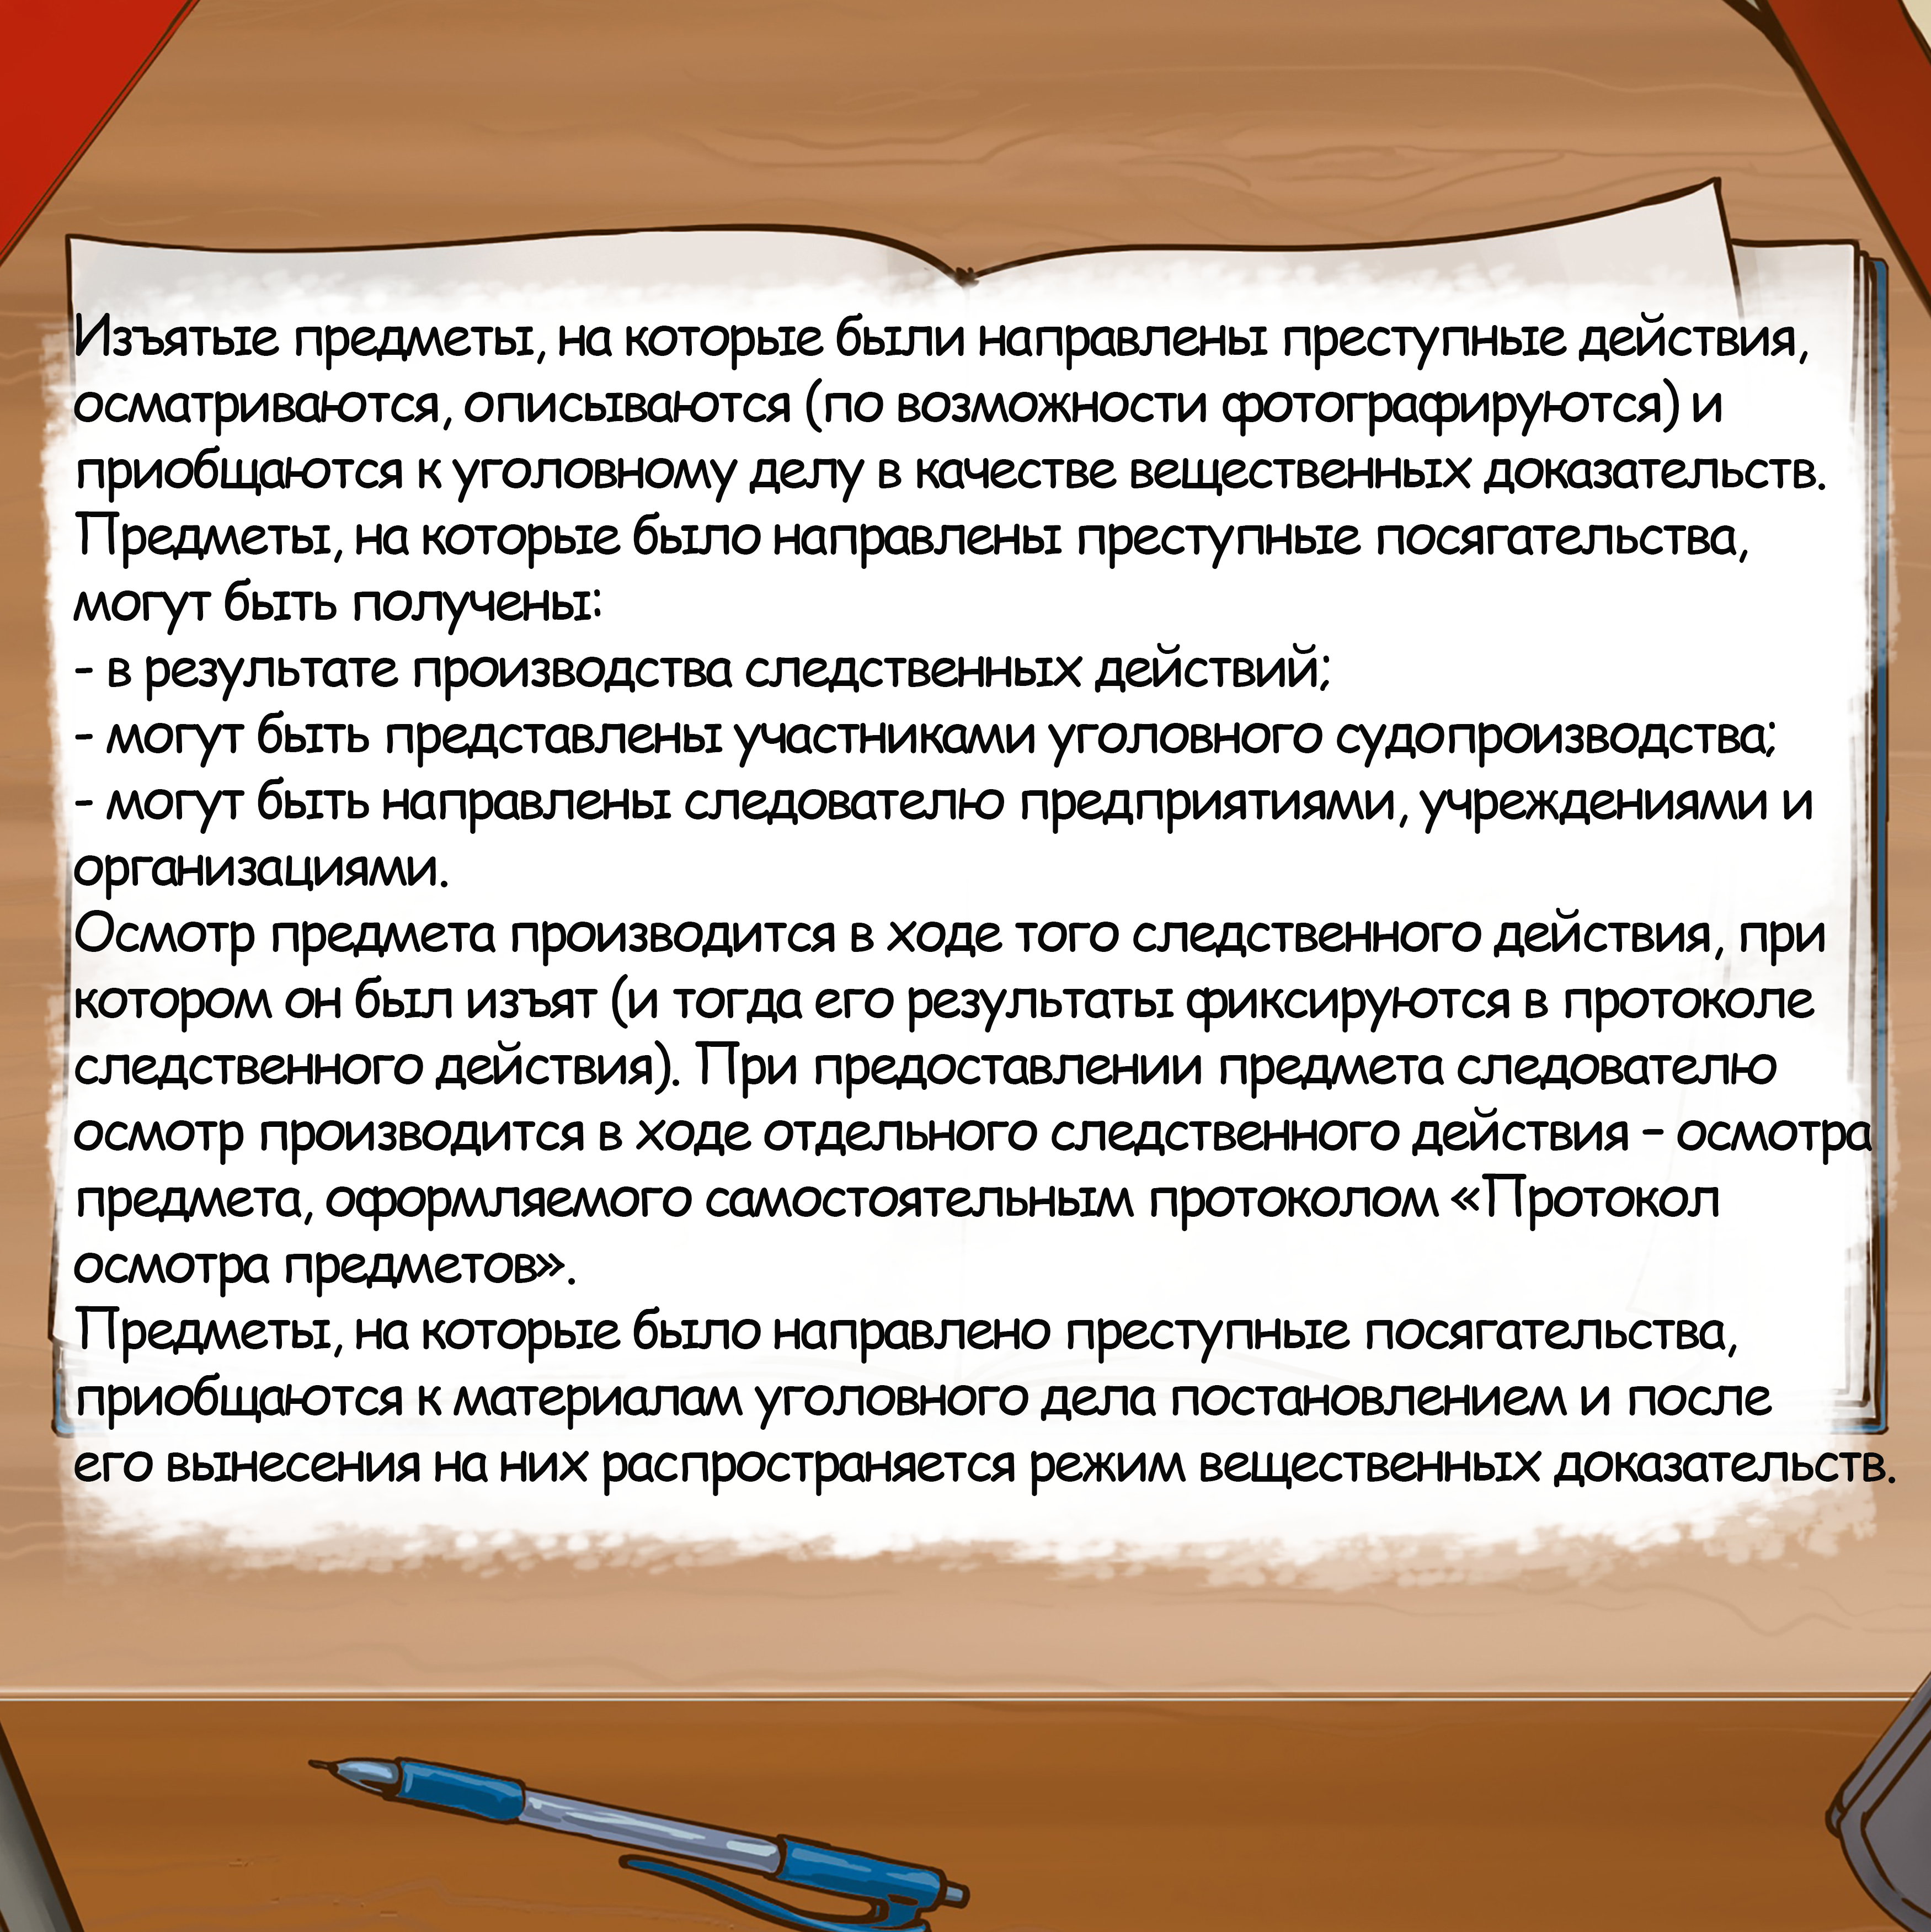 Изъятые предметы, на которые были направлены преступные действия,
осматриваются, описываются (по возможности фотографируются) и
приобщаются к уголовному делу в качестве вещественных доказательств.
Предметы, на которые было направлены преступные посягательства,
могут быть получены:
- в результате производства следственных действий;
- могут быть представлены участниками уголовного судопроизводства;
- могут быть направлены следователю предприятиями, учреждениями и
организациями.
Осмотр предмета производится в ходе того следственного действия, при
котором он был изъят (и тогда его результаты фиксируются в протоколе
следственного действия). При предоставлении предмета следователю
осмотр производится в ходе отдельного следственного действия – осмотра
предмета, оформляемого самостоятельным протоколом «Протокол
осмотра предметов».
Предметы, на которые было направлено преступные посягательства,
приобщаются к материалам уголовного дела постановлением и после
его вынесения на них распространяется режим вещественных доказательств.